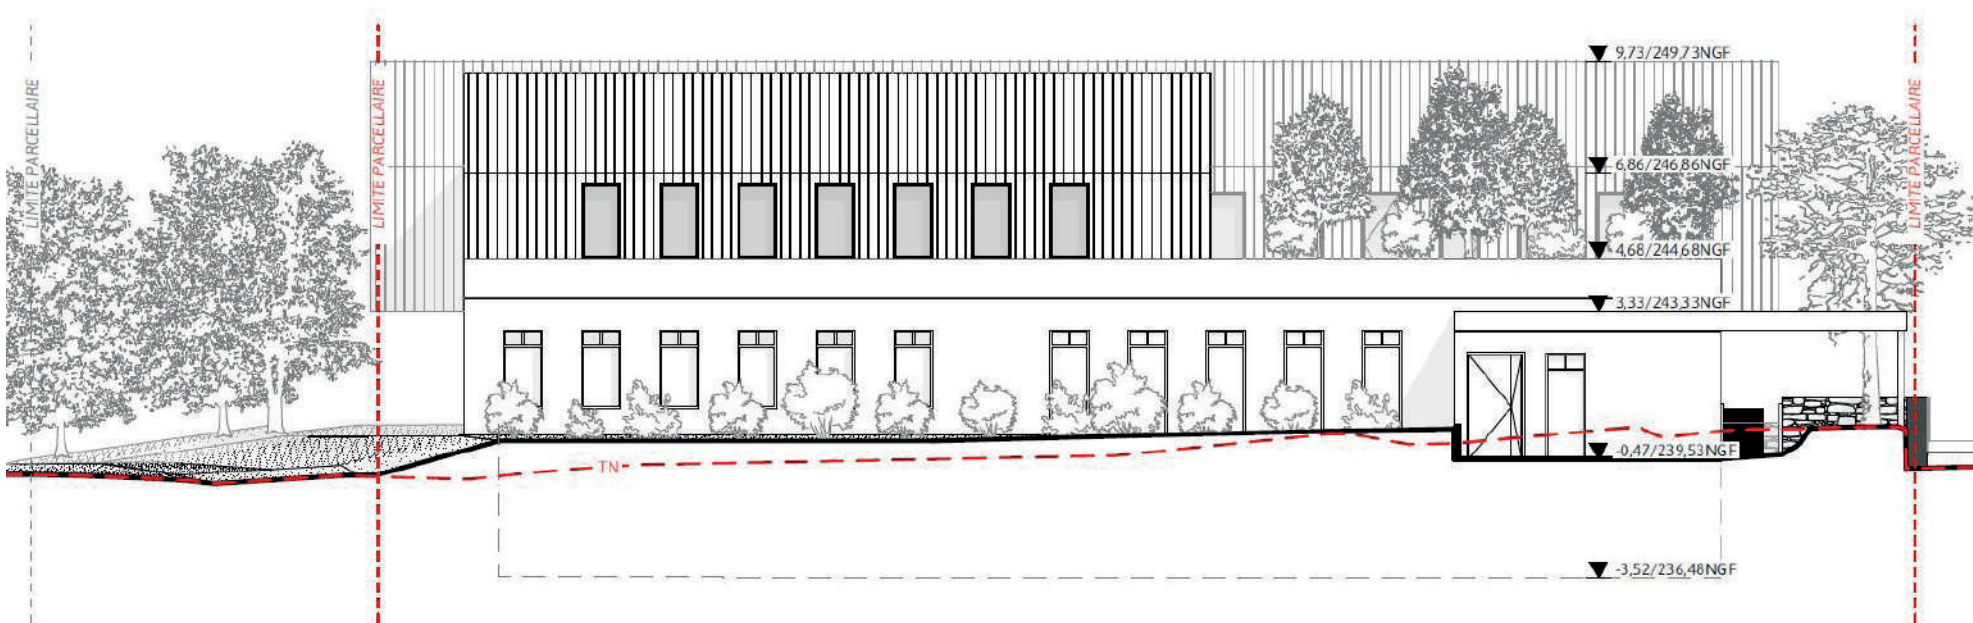 LIMITE PARCELLAIRE
LIMITE PARCELLAIRE
9,73/249,73NGF
LIMITE PARCELLAIRE
6,86/246,86NGF
4,68/244,68NGF
3,33/243,33NGF
-0,47/239,53NGF
TN
-3,52/236,48NGF